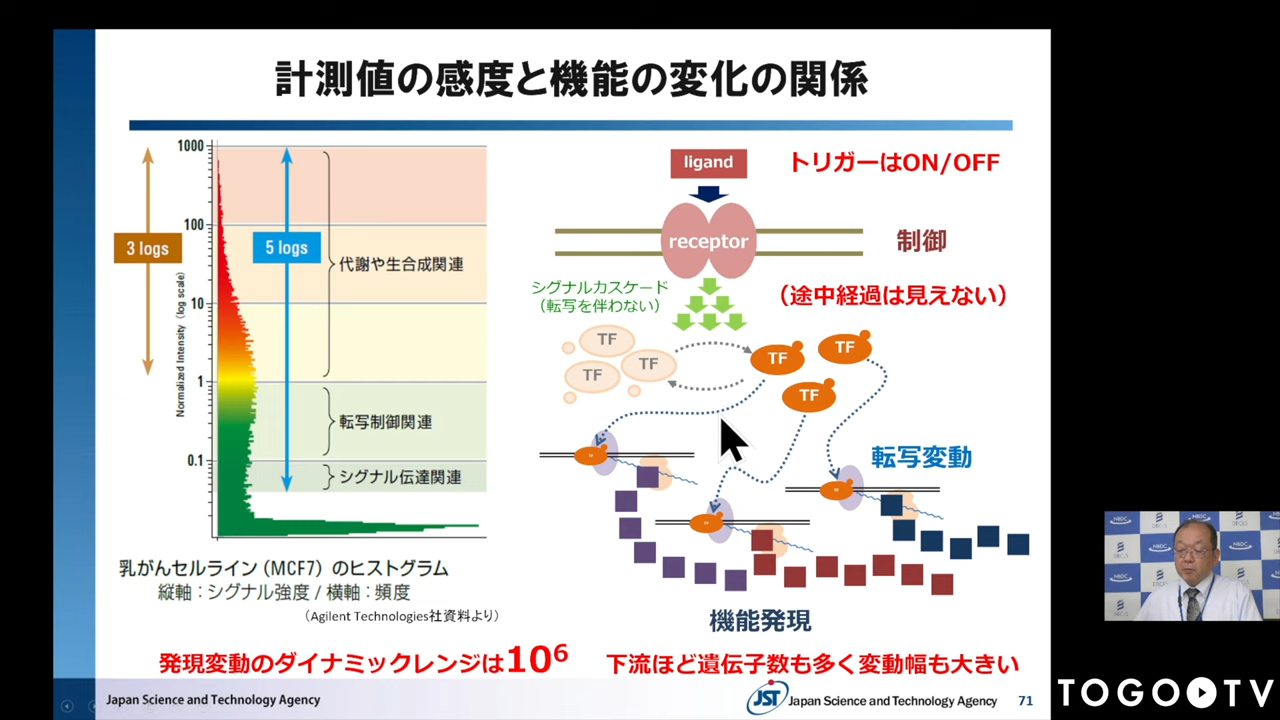 計測値の感度と機能の変化の関係
1000
100
10
1
0.1
Normalized Intensity (log scale)
3 logs
5 logs
代謝や生合成関連
転写制御関連
シグナル伝達関連
乳がんセルライン(MCF7)のヒストグラム
縦軸:シグナル強度 / 横軸:頻度
(Agilent Technologies社資料より)
発現変動のダイナミックレンジは10⁶
ligand
トリガーはON/OFF
receptor
制御
シグナルカスケード
(転写を伴わない)
(途中経過は見えない)
TF
TF
TF
TF
TF
TF
転写変動
機能発現
下流ほど遺伝子数も多く変動幅も大きい
Japan Science and Technology Agency
JST Japan Science and Technology Agency
71
TOGO TV